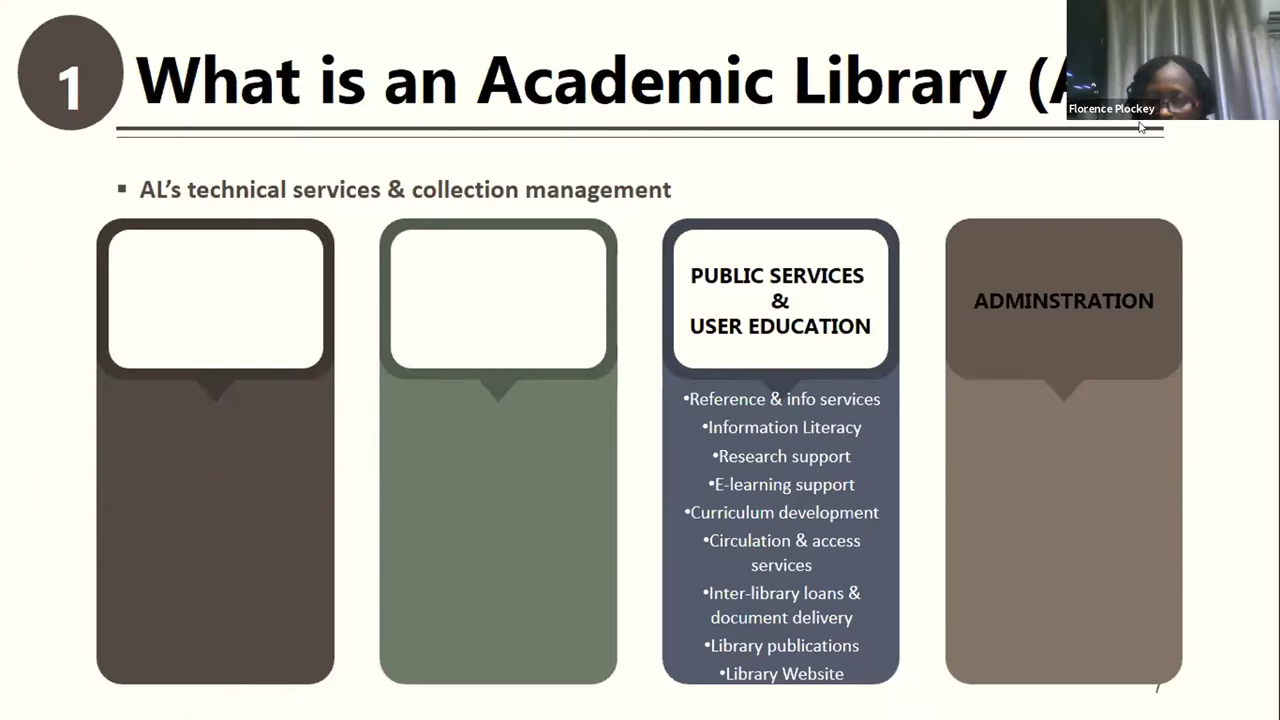 1
What is an Academic Library (
Florence Plockey
▪ AL’s technical services & collection management
PUBLIC SERVICES
&
USER EDUCATION
•Reference & info services
•Information Literacy
•Research support
•E-learning support
•Curriculum development
•Circulation & access
services
•Inter-library loans &
document delivery
•Library publications
•Library Website
ADMINSTRATION